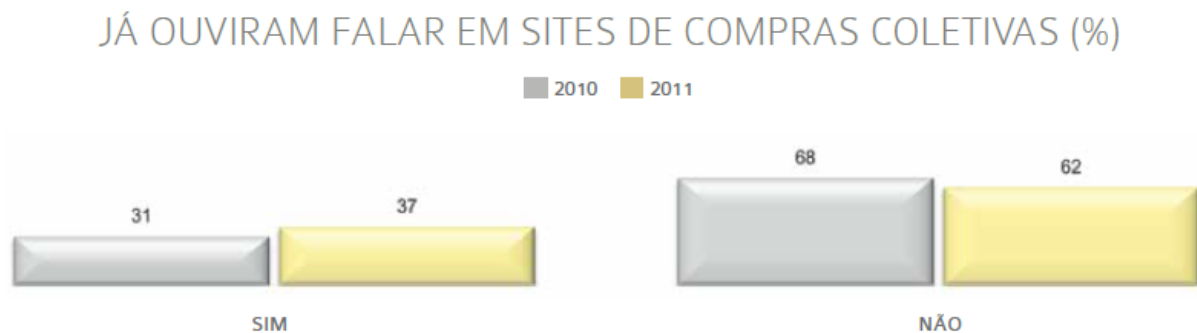 JÁ OUVIRAM FALAR EM SITES DE COMPRAS COLETIVAS (%)
2010 2011
31 37 68 62
SIM NÃO